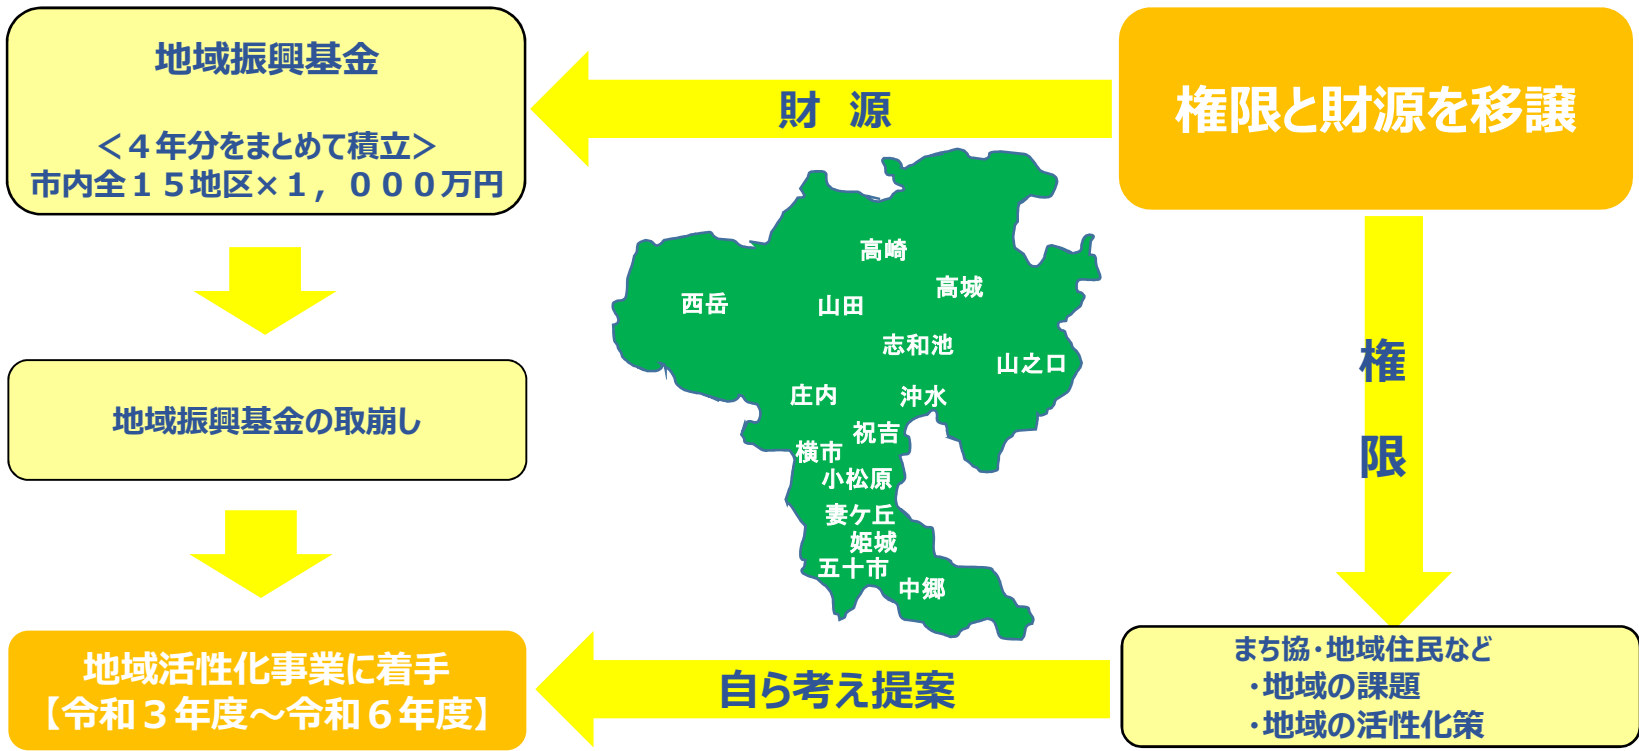 地域振興基金
＜４年分をまとめて積立＞
市内全１５地区×１，０００万円
財　源
権限と財源を移譲
高崎
高城
西岳
山田
志和池
山之口
庄内
沖水
祝吉
横市
小松原
妻ケ丘
姫城
五十市
中郷
権
限
地域振興基金の取崩し
地域活性化事業に着手
【令和３年度～令和６年度】
自ら考え提案
まち協・地域住民など
・地域の課題
・地域の活性化策